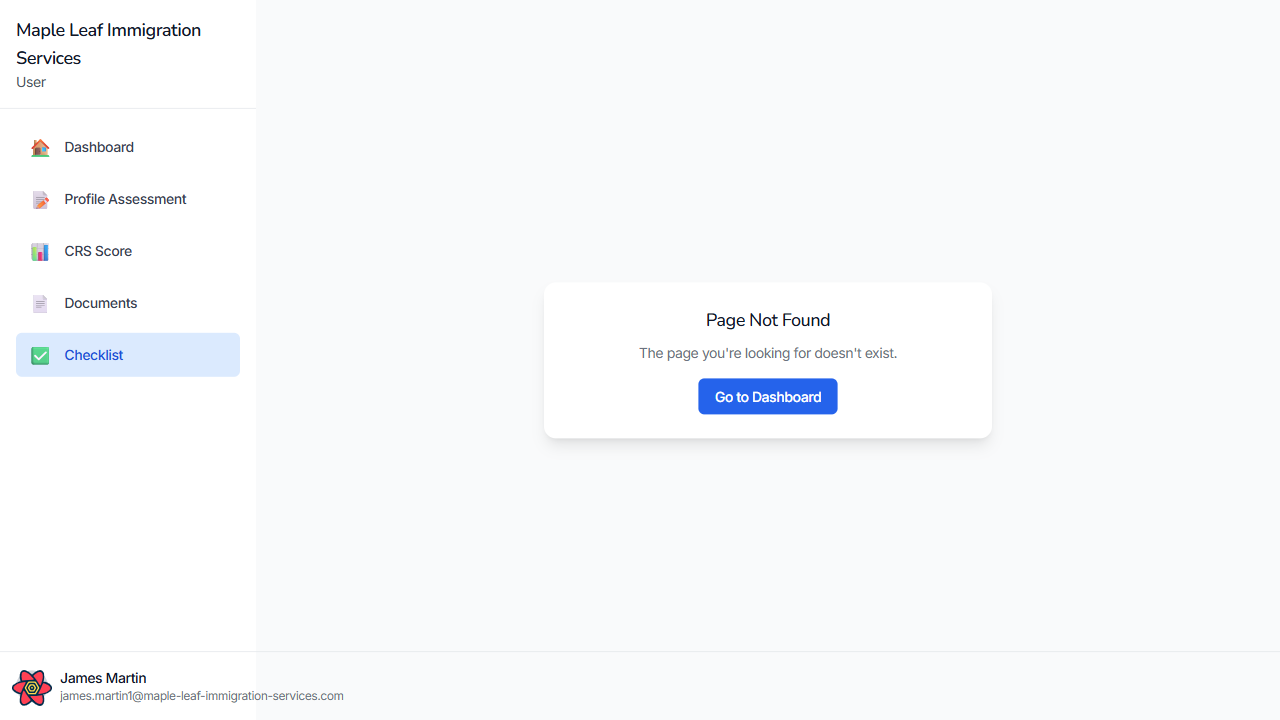 Maple Leaf Immigration
Services
User
Dashboard
Profile Assessment
CRS Score
Documents
Checklist
Page Not Found
The page you're looking for doesn't exist.
Go to Dashboard
James Martin
james.martin1@maple-leaf-immigration-services.com